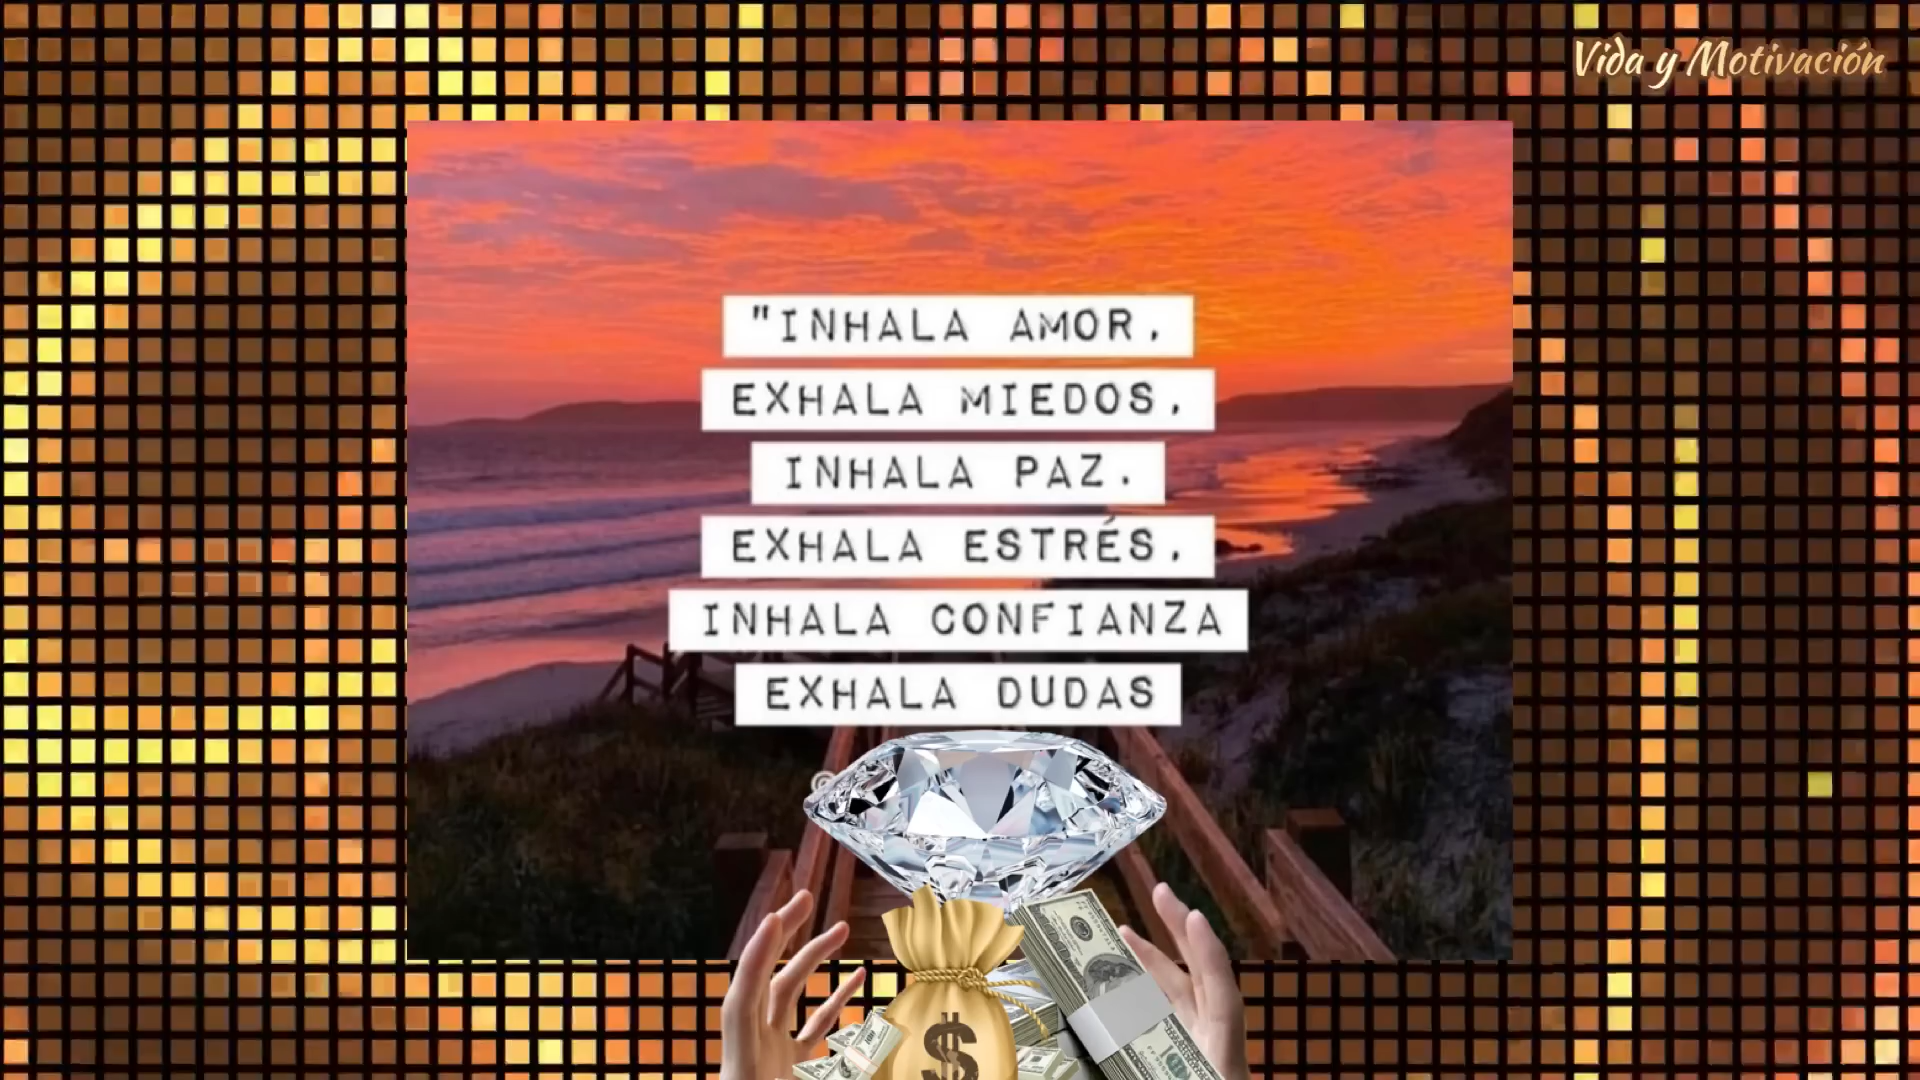 Vida y Motivación
"INHALA AMOR,
EXHALA MIEDOS,
INHALA PAZ.
EXHALA ESTRÉS,
INHALA CONFIANZA
EXHALA DUDAS
$